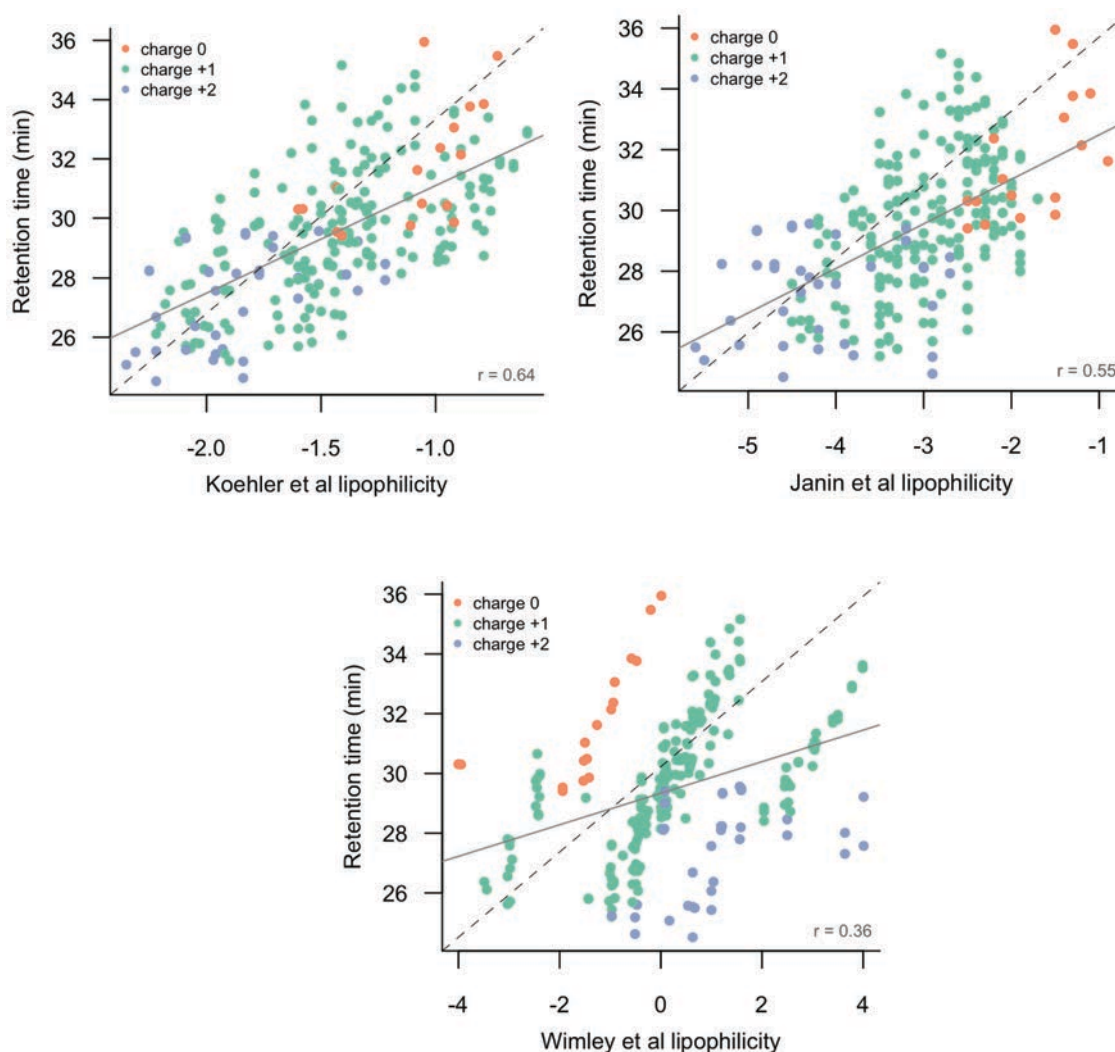 36
34
32
30
28
26
Retention time (min)
charge 0
charge +1
charge +2
r = 0.64
-2.0 -1.5 -1.0
Koehler et al lipophilicity
36
34
32
30
28
26
Retention time (min)
charge 0
charge +1
charge +2
r = 0.55
-5 -4 -3 -2 -1
Janin et al lipophilicity
36
34
32
30
28
26
Retention time (min)
charge 0
charge +1
charge +2
r = 0.36
-4 -2 0 2 4
Wimley et al lipophilicity